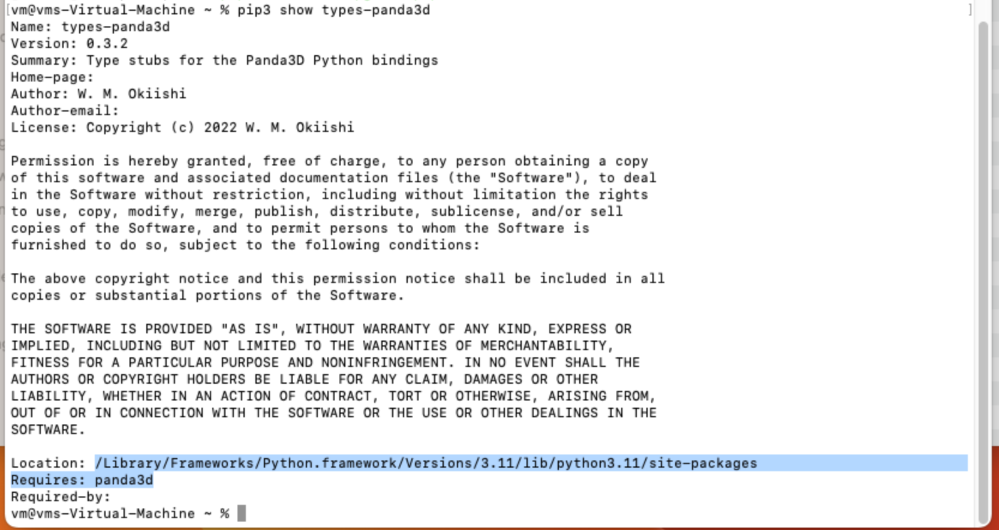 [vm@vms-Virtual-Machine ~ % pip3 show types-panda3d ]
Name: types-panda3d
Version: 0.3.2
Summary: Type stubs for the Panda3D Python bindings
Home-page:
Author: W. M. Okiishi
Author-email:
License: Copyright (c) 2022 W. M. Okiishi
Permission is hereby granted, free of charge, to any person obtaining a copy
of this software and associated documentation files (the "Software"), to deal
in the Software without restriction, including without limitation the rights
to use, copy, modify, merge, publish, distribute, sublicense, and/or sell
copies of the Software, and to permit persons to whom the Software is
furnished to do so, subject to the following conditions:
The above copyright notice and this permission notice shall be included in all
copies or substantial portions of the Software.
THE SOFTWARE IS PROVIDED "AS IS", WITHOUT WARRANTY OF ANY KIND, EXPRESS OR
IMPLIED, INCLUDING BUT NOT LIMITED TO THE WARRANTIES OF MERCHANTABILITY,
FITNESS FOR A PARTICULAR PURPOSE AND NONINFRINGEMENT. IN NO EVENT SHALL THE
AUTHORS OR COPYRIGHT HOLDERS BE LIABLE FOR ANY CLAIM, DAMAGES OR OTHER
LIABILITY, WHETHER IN AN ACTION OF CONTRACT, TORT OR OTHERWISE, ARISING FROM,
OUT OF OR IN CONNECTION WITH THE SOFTWARE OR THE USE OR OTHER DEALINGS IN THE
SOFTWARE.
Location: /Library/Frameworks/Python.framework/Versions/3.11/lib/python3.11/site-packages
Requires: panda3d
Required-by:
vm@vms-Virtual-Machine ~ %